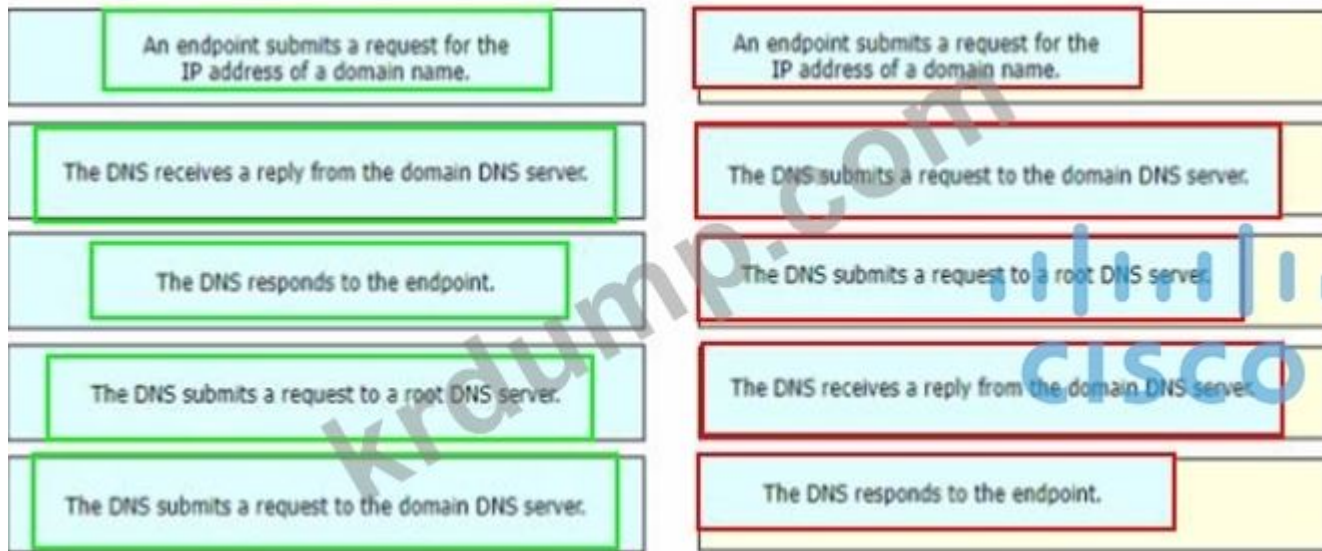 An endpoint submits a request for the
IP address of a domain name.
The DNS receives a reply from the domain DNS server.
The DNS responds to the endpoint.
The DNS submits a request to a root DNS server.
The DNS submits a request to the domain DNS server.
An endpoint submits a request for the
IP address of a domain name.
The DNS submits a request to the domain DNS server.
The DNS submits a request to a root DNS server.
The DNS receives a reply from the domain DNS server.
The DNS responds to the endpoint.
krdump.com
CISCO